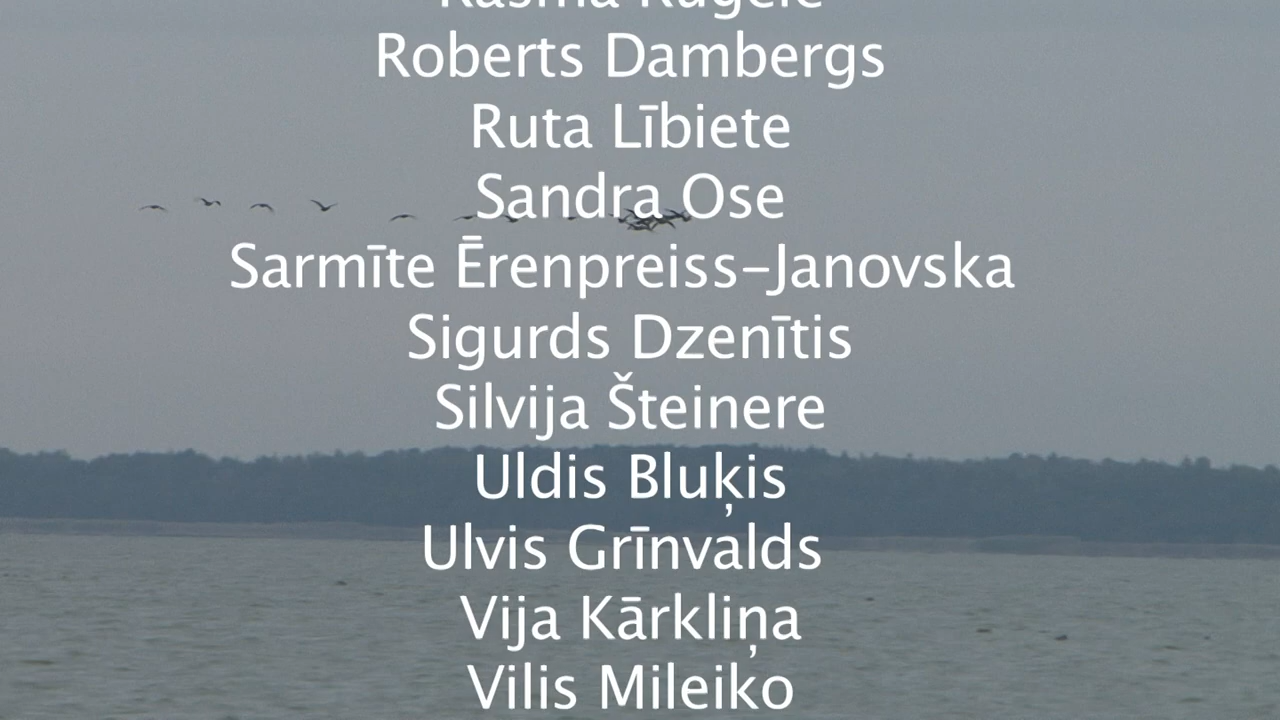 Roberts Dambergs
Ruta Lībiete
Sandra Ose
Sarmīte Ērenpreiss-Janovska
Sigurds Dzenītis
Silvija Šteinere
Uldis Bluķis
Ulvis Grīnvalds
Vija Kārkliņa
Vilis Mileiko